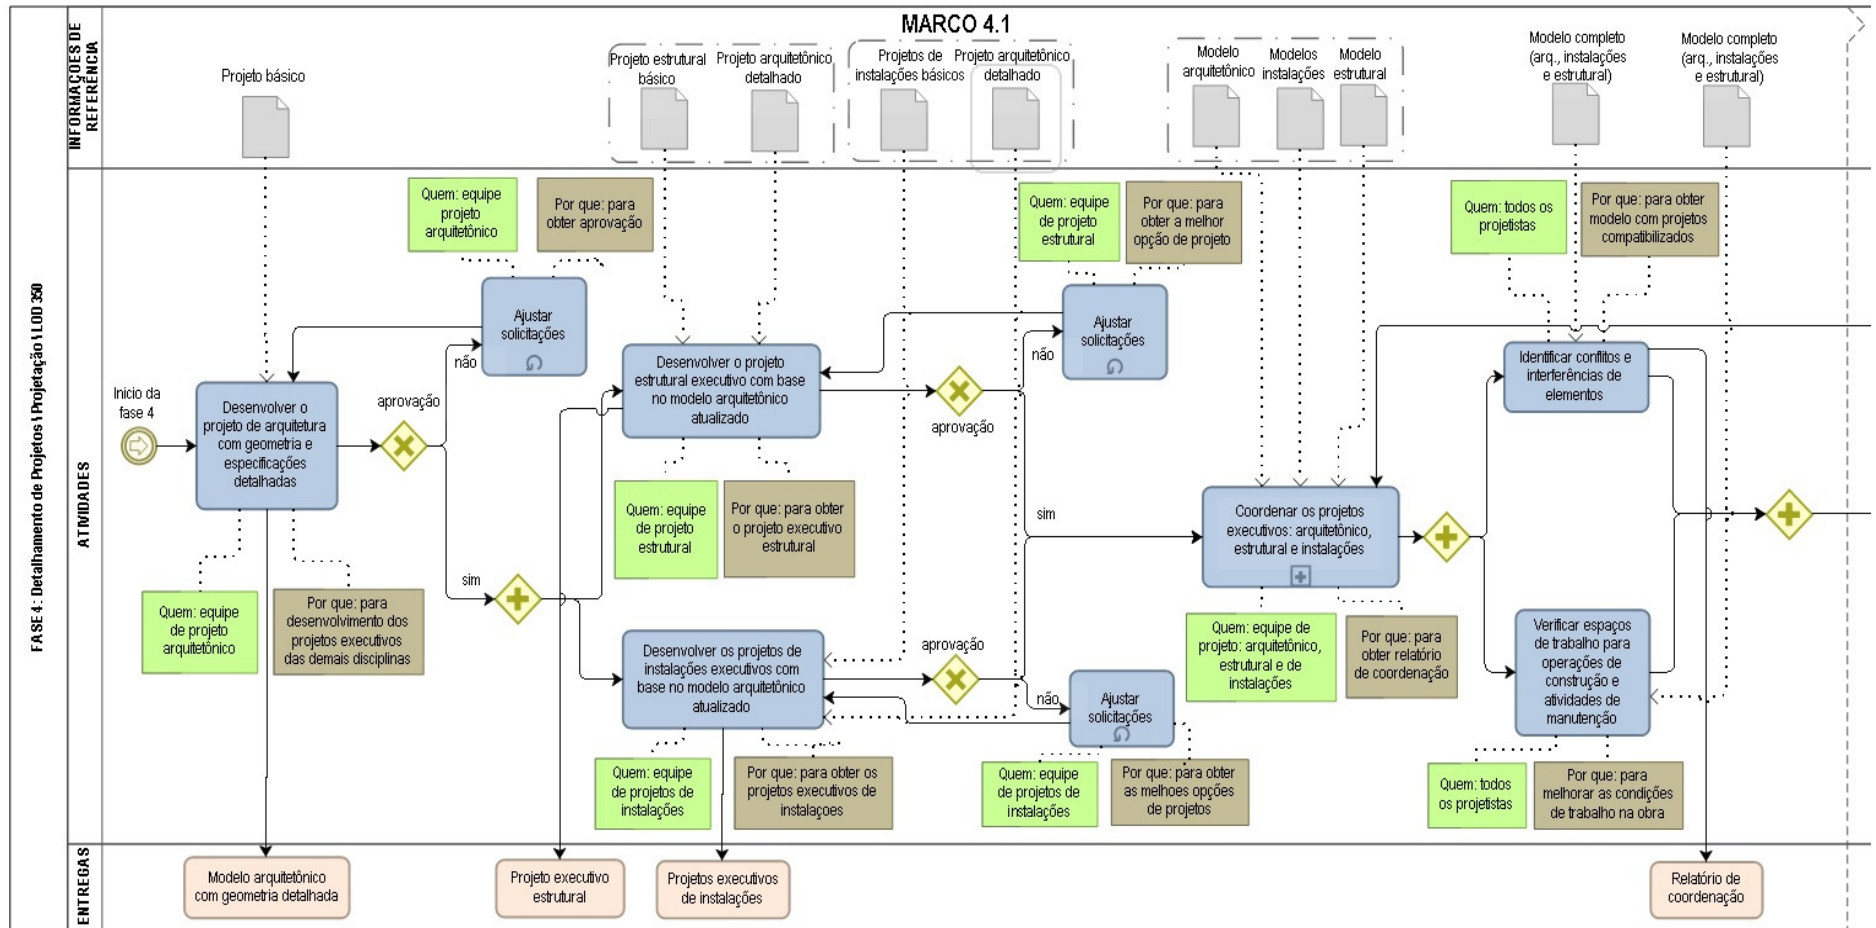 MARCO 4.1
FASE 4: Detalhamento de Projetos \ Projetação \ LOD 350
INFORMAÇOES DE
REFERÊNCIA
Projeto básico
Projeto estrutural
básico
Projeto arquitetônico
detalhado
Projetos de
instalações básicos
Projeto arquitetônico
detalhado
Modelo
arquitetônico
Modelos
instalações
Modelo
estrutural
Modelo completo
(arq., instalações
e estrutural)
Modelo completo
(arq., instalações
e estrutural)
ATIVIDADES
Inicio da
fase 4
Desenvolver o
projeto de arquitetura
com geometria e
especificações
detalhadas
Quem: equipe
de projeto
arquitetônico
Por que: para
desenvolvimento dos
projetos executivos
das demais disciplinas
aprovação
não
sim
Quem: equipe
projeto
arquitetônico
Por que: para
obter aprovação
Ajustar
solicitações
Desenvolver o projeto
estrutural executivo com base
no modelo arquitetônico
atualizado
Quem: equipe
de projeto
estrutural
Por que: para obter
o projeto executivo
estrutural
aprovação
não
Quem: equipe
de projeto
estrutural
Por que: para
obter a melhor
opção de projeto
Ajustar
solicitações
sim
Desenvolver os projetos de
instalações executivos com
base no modelo arquitetônico
atualizado
Quem: equipe
de projetos de
instalações
Por que: para obter os
projetos executivos de
instalaçoes
aprovação
não
Ajustar
solicitações
Quem: equipe
de projetos de
instalações
Por que: para obter
as melhoes opções
de projetos
Coordenar os projetos
executivos: arquitetônico,
estrutural e instalações
Quem: equipe de
projeto: arquitetônico,
estrutural e de
instalações
Por que: para
obter relatório
de coordenação
Quem: todos os
projetistas
Por que: para obter
modelo com projetos
compatibilizados
Identificar conflitos e
interferências de
elementos
Verificar espaços
de trabalho para
operações de
construção e
atividades de
manutenção
Quem: todos
os projetistas
Por que: para
melhorar as condições
de trabalho na obra
ENTREGAS
Modelo arquitetônico
com geometria detalhada
Projeto executivo
estrutural
Projetos executivos
de instalações
Relatório de
coordenação